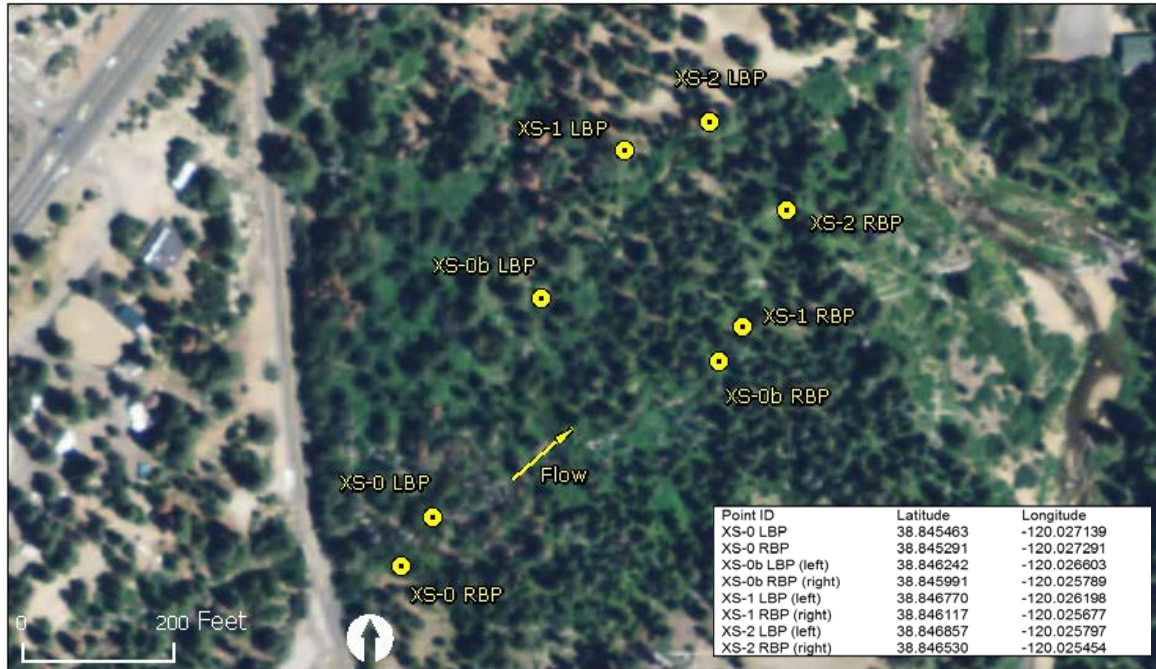 XS-2 LBP
XS-1 LBP
XS-2 RBP
XS-0b LBP
XS-1 RBP
XS-0b RBP
Flow
XS-0 LBP
XS-0 RBP
0 200 Feet
Point ID Latitude Longitude
XS-0 LBP 38.845463 -120.027139
XS-0 RBP 38.845291 -120.027291
XS-0b LBP (left) 38.846242 -120.026603
XS-0b RBP (right) 38.845991 -120.025789
XS-1 LBP (left) 38.846770 -120.026198
XS-1 RBP (right) 38.846117 -120.025677
XS-2 LBP (left) 38.846857 -120.025797
XS-2 RBP (right) 38.846530 -120.025454